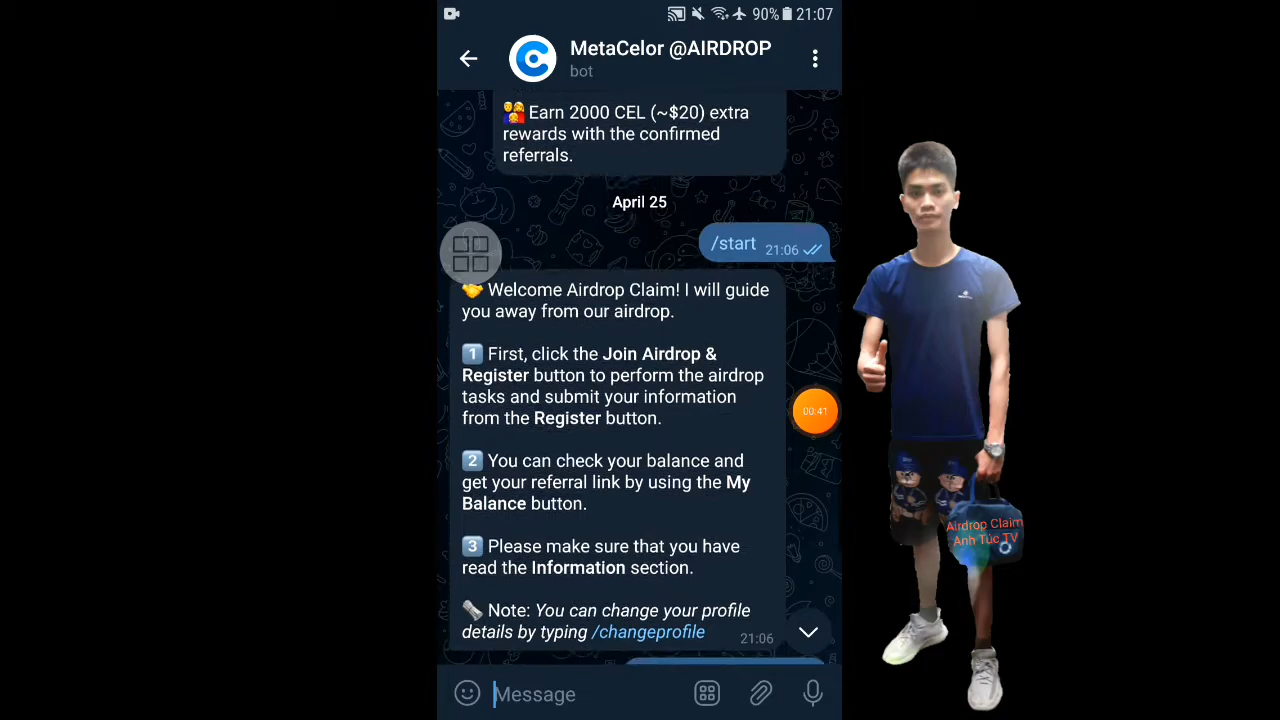 90% 21:07
MetaCelor @AIRDROP
bot
Earn 2000 CEL (~$20) extra
rewards with the confirmed
referrals.
April 25
/start 21:06
Welcome Airdrop Claim! I will guide
you away from our airdrop.
1 First, click the Join Airdrop &
Register button to perform the airdrop
tasks and submit your information
from the Register button.
00:41
2 You can check your balance and
get your referral link by using the My
Balance button.
3 Please make sure that you have
read the Information section.
Note: You can change your profile
details by typing /changeprofile 21:06
Message
Airdrop Claim
Anh Túc TV